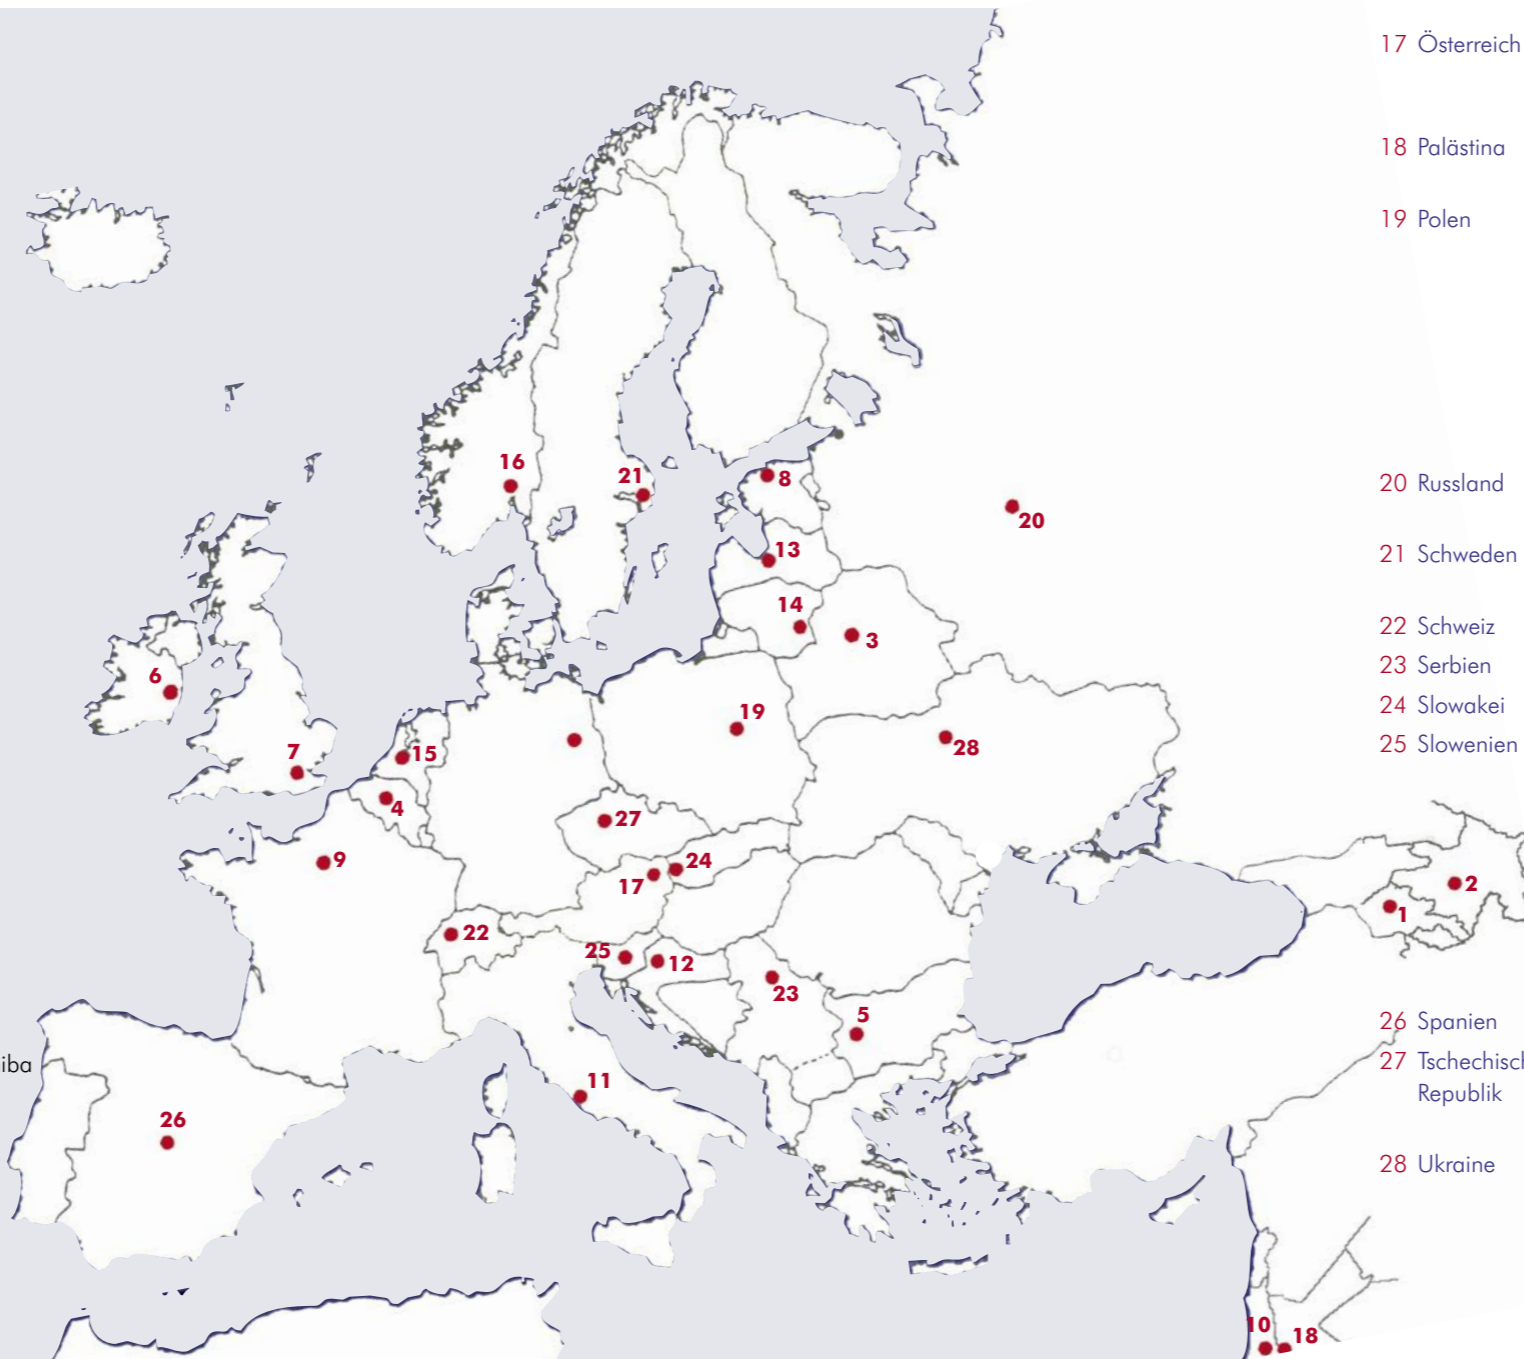 16
21
8
20
13
14
3
6
19
7
15
28
4
27
9
24
17
2
1
22
25
12
23
5
iba
11
26
10
18
17 Österreich
18 Palästina
19 Polen
20 Russland
21 Schweden
22 Schweiz
23 Serbien
24 Slowakei
25 Slowenien
26 Spanien
27 Tschechisch
Republik
28 Ukraine